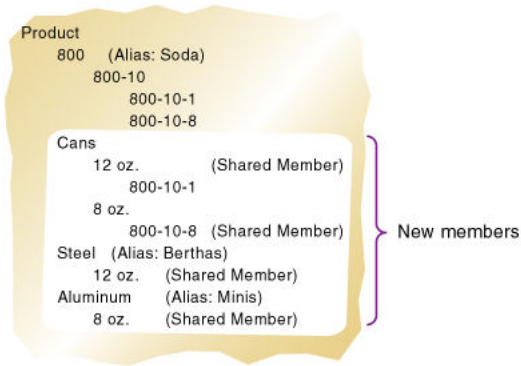 Product
800 (Alias: Soda)
800-10
800-10-1
800-10-8
Cans
12 oz. (Shared Member)
800-10-1
8 oz.
800-10-8 (Shared Member)
Steel (Alias: Berthas)
12 oz. (Shared Member)
Aluminum (Alias: Minis)
8 oz. (Shared Member)
New members